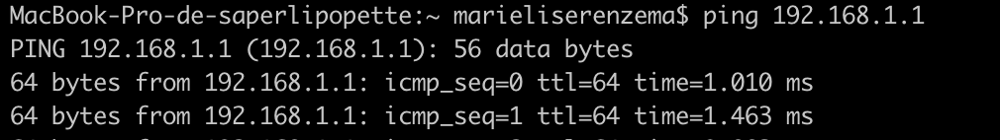 MacBook-Pro-de-saperlipopette:~ marieliserenzema$ ping 192.168.1.1
PING 192.168.1.1 (192.168.1.1): 56 data bytes
64 bytes from 192.168.1.1: icmp_seq=0 ttl=64 time=1.010 ms
64 bytes from 192.168.1.1: icmp_seq=1 ttl=64 time=1.463 ms